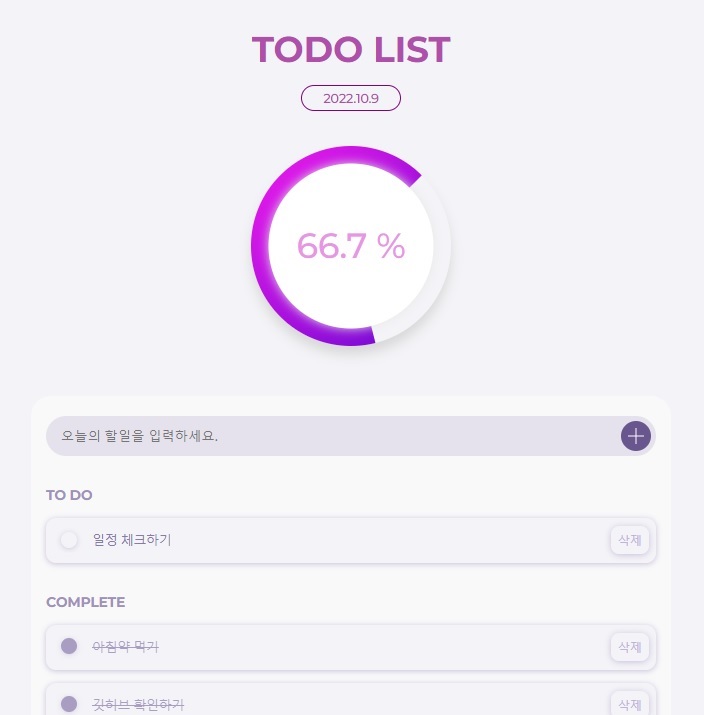 TODO LIST
2022.10.9
66.7 %
오늘의 할일을 입력하세요.
TO DO
일정 체크하기
삭제
COMPLETE
아침약 먹기
삭제
깃허브 확인하기
삭제